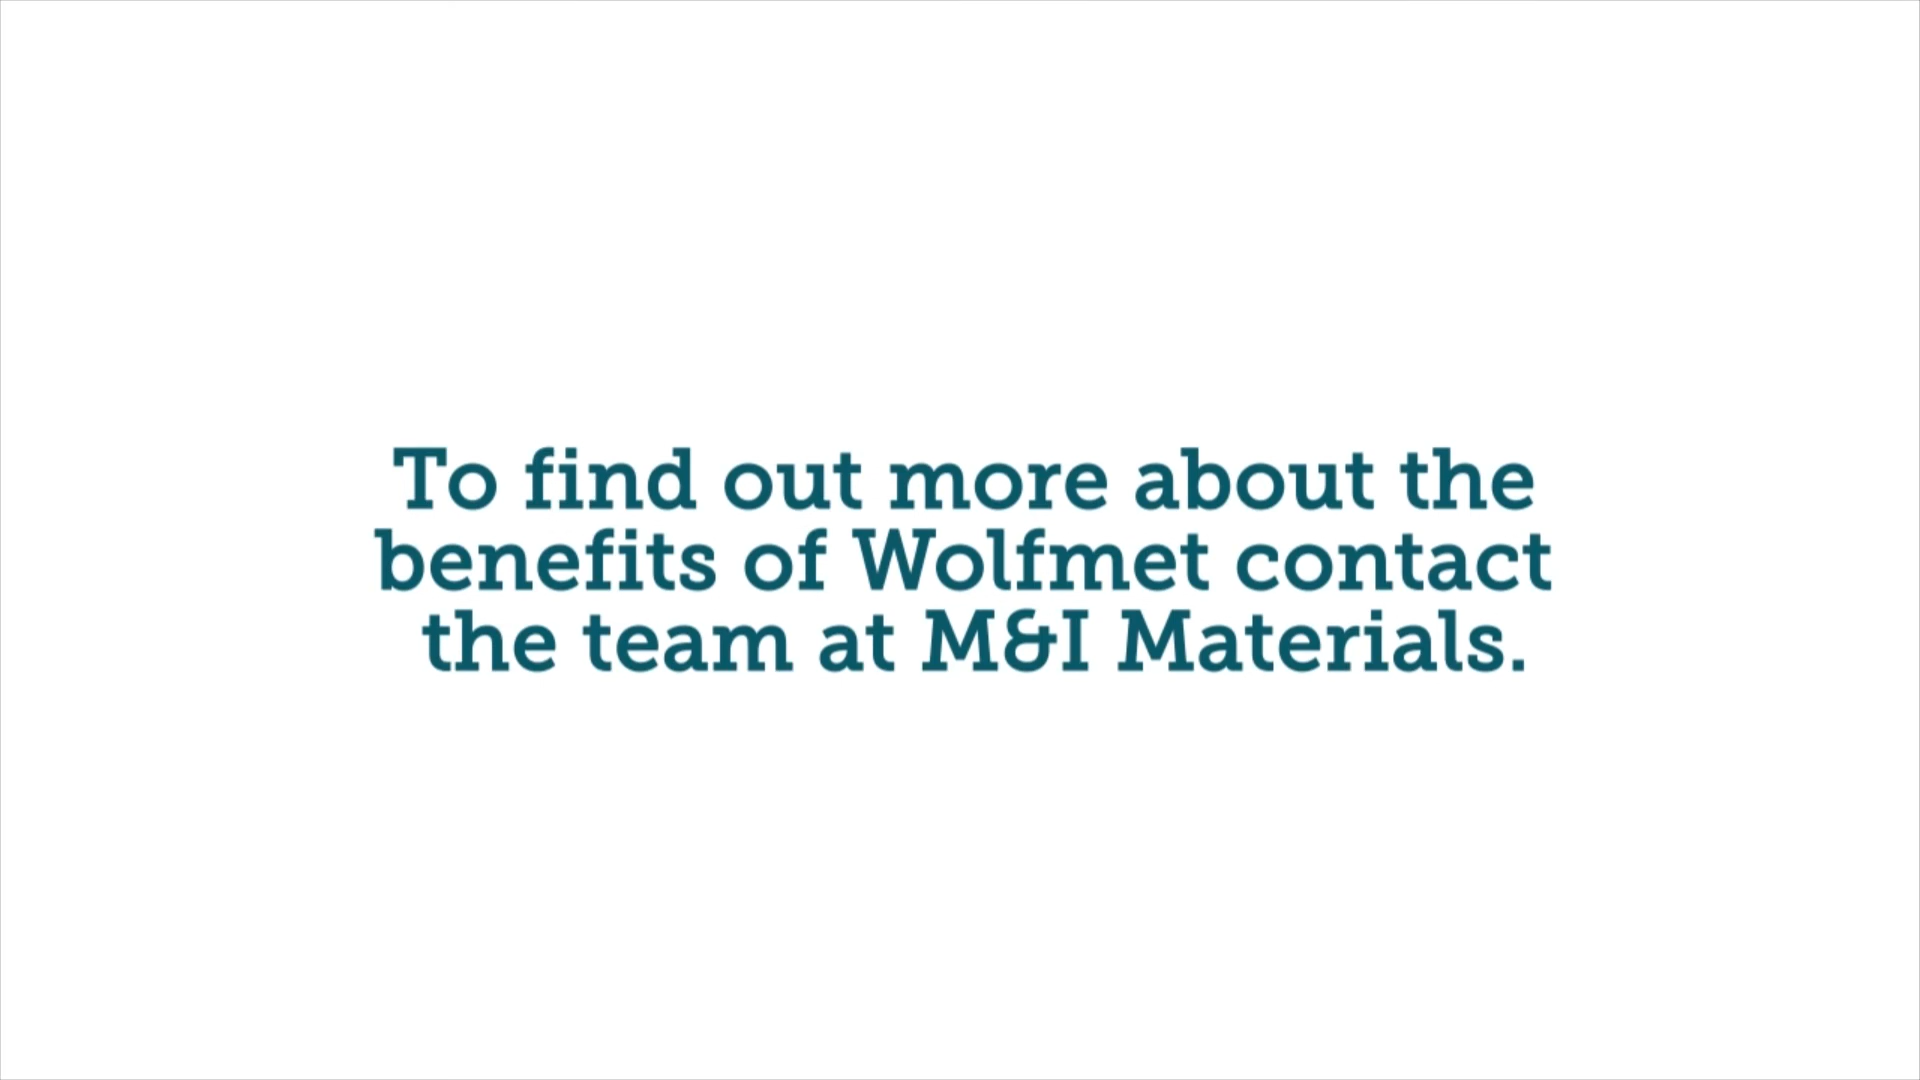 To find out more about the
benefits of Wolfmet contact
the team at M&I Materials.